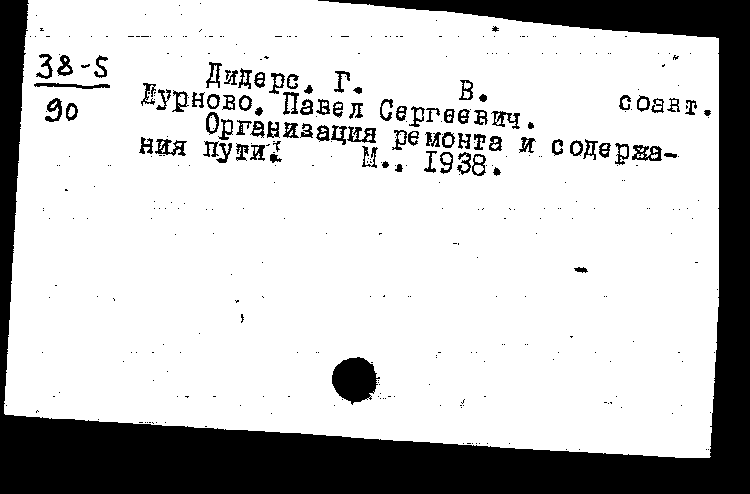 38-5
90
Дидерс, Г. В. соавт.
Дурново, Павел Сергеевич.
Организация ремонта и содержа-
ния пути. М., 1938.